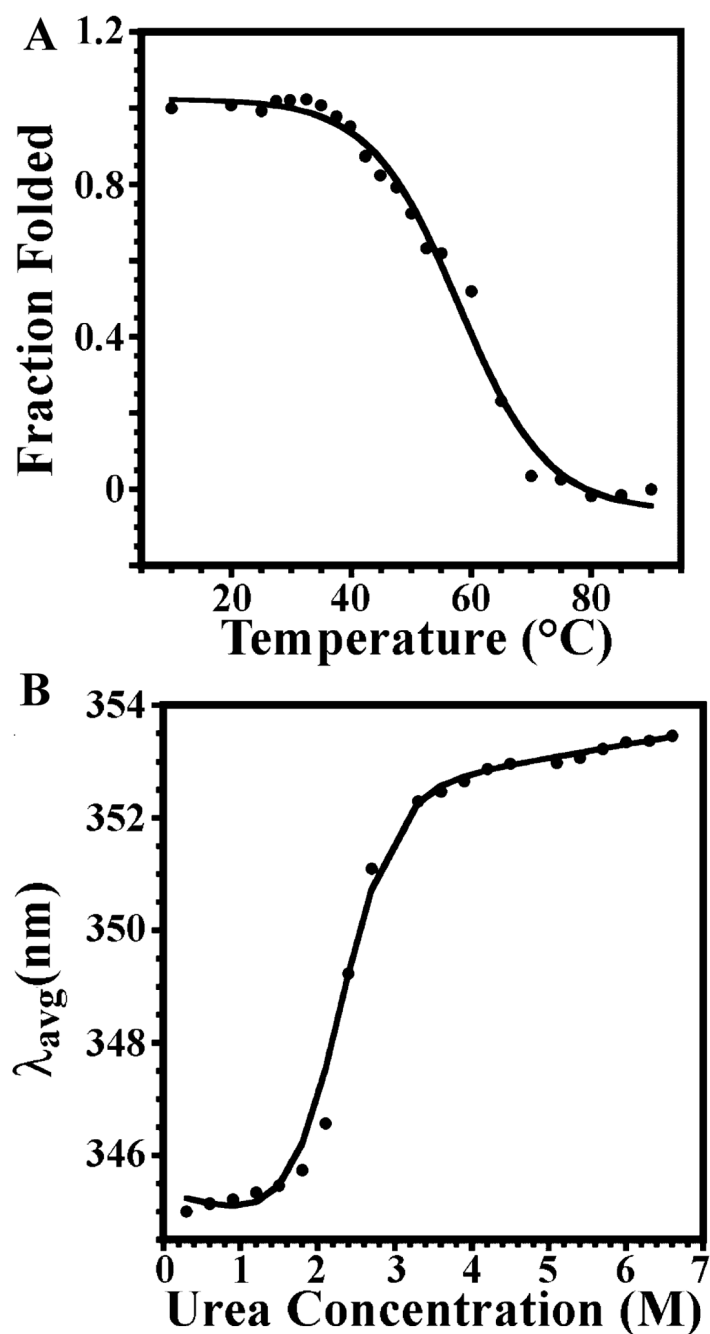 A
1.2
0.8
0.4
0
Fraction Folded
20 40 60 80
Temperature (°C)
B
354
352
350
348
346
λavg(nm)
0 1 2 3 4 5 6 7
Urea Concentration (M)